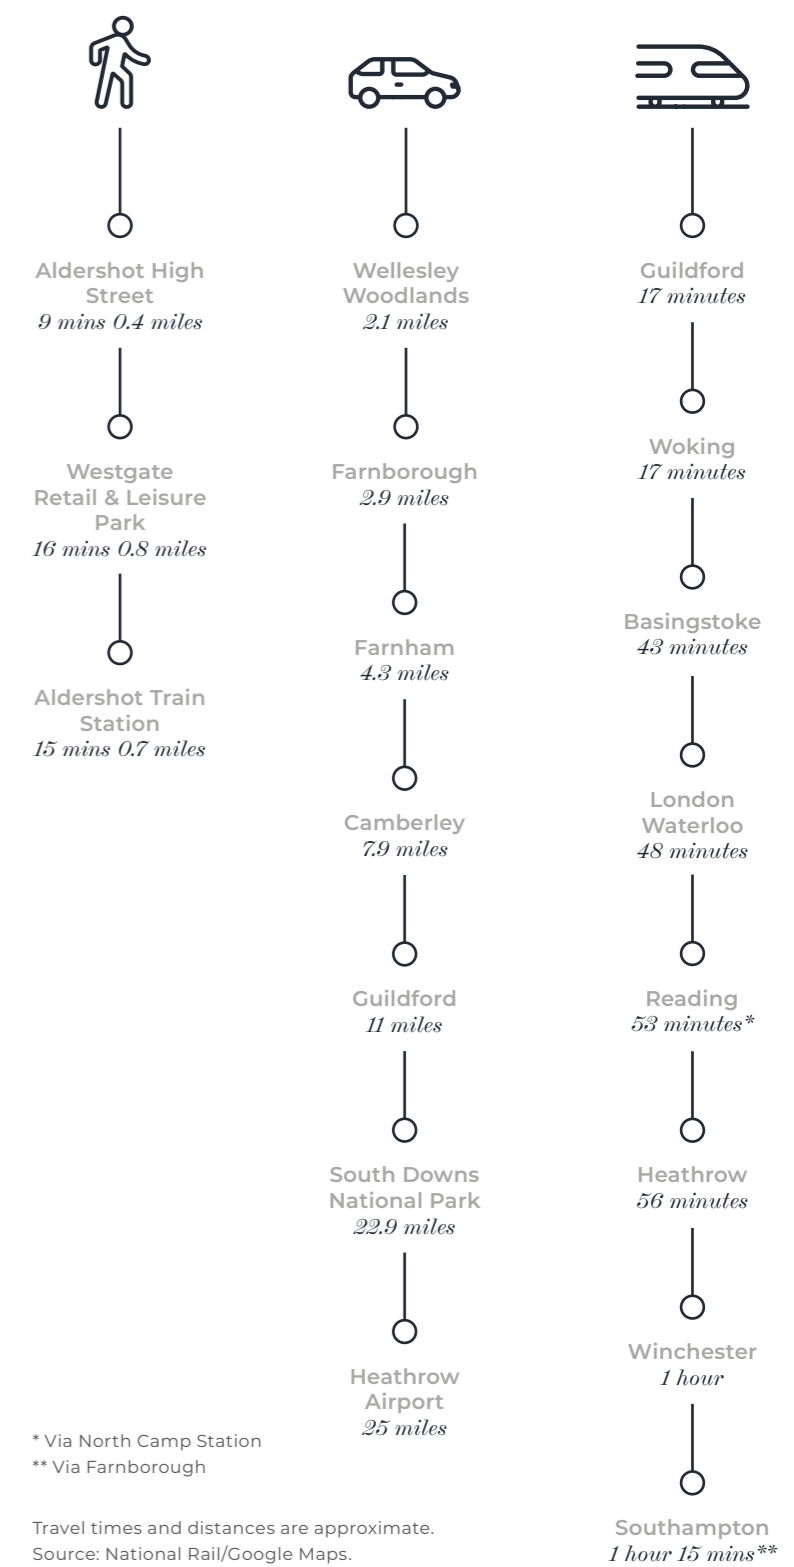 Aldershot High
Street
9 mins 0.4 miles
Westgate
Retail & Leisure
Park
16 mins 0.8 miles
Aldershot Train
Station
15 mins 0.7 miles
Wellesley
Woodlands
2.1 miles
Farnborough
2.9 miles
Farnham
4.3 miles
Camberley
7.9 miles
Guildford
11 miles
South Downs
National Park
22.9 miles
Heathrow
Airport
25 miles
Guildford
17 minutes
Woking
17 minutes
Basingstoke
43 minutes
London
Waterloo
48 minutes
Reading
53 minutes*
Heathrow
56 minutes
Winchester
1 hour
Southampton
1 hour 15 mins**
* Via North Camp Station
** Via Farnborough
Travel times and distances are approximate.
Source: National Rail/Google Maps.